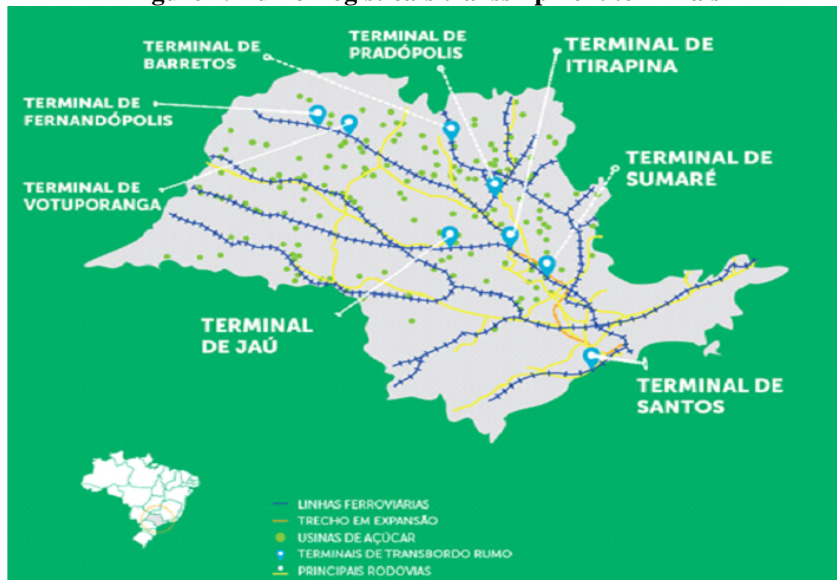 TERMINAL DE
BARRETOS
TERMINAL DE
PRADÓPOLIS
TERMINAL DE
ITIRAPINA
TERMINAL DE
FERNANDÓPOLIS
TERMINAL DE
SUMARÉ
TERMINAL DE
VOTUPORANGA
TERMINAL
DE JAÚ
TERMINAL DE
SANTOS
LINHAS FERROVIÁRIAS
TRECHO EM EXPANSÃO
USINAS DE AÇÚCAR
TERMINAIS DE TRANSBORDO RUMO
PRINCIPAIS RODOVIAS